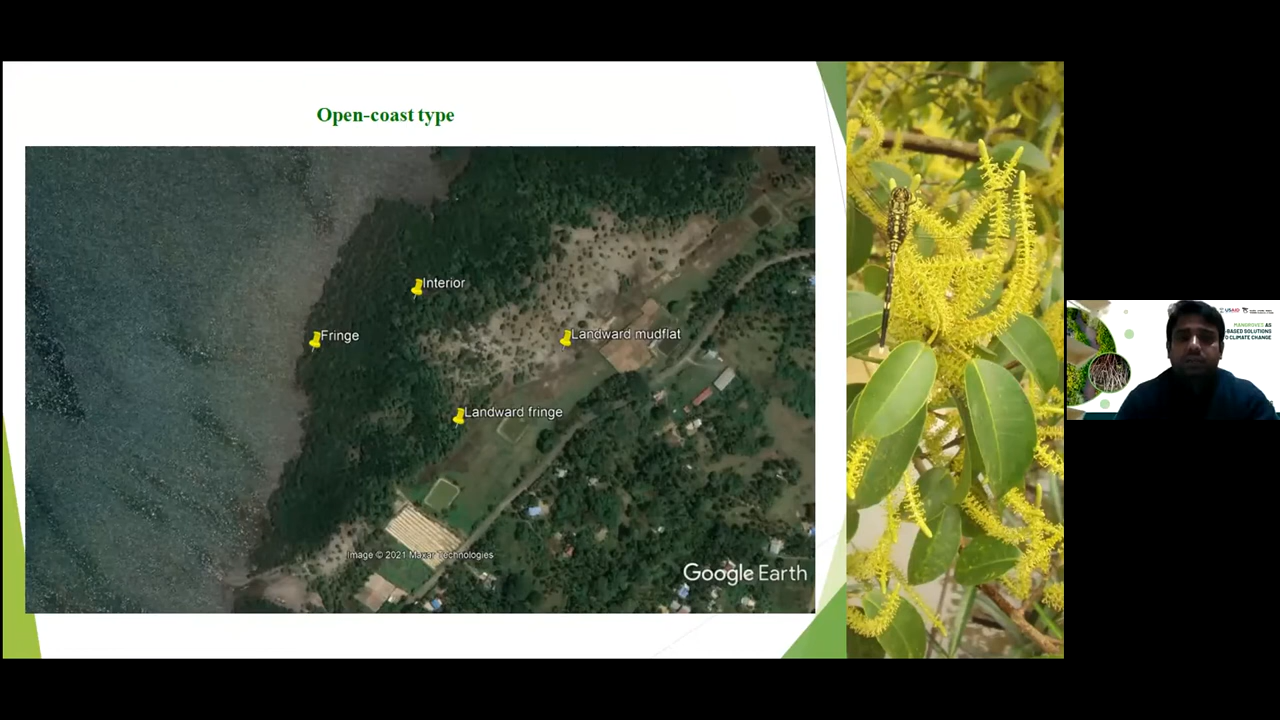 Open-coast type
Interior
Fringe
Landward mudflat
Landward fringe
Image © 2021 Maxar Technologies
Google Earth
USAID
MANGROVES AS
-BASED SOLUTIONS
TO CLIMATE CHANGE